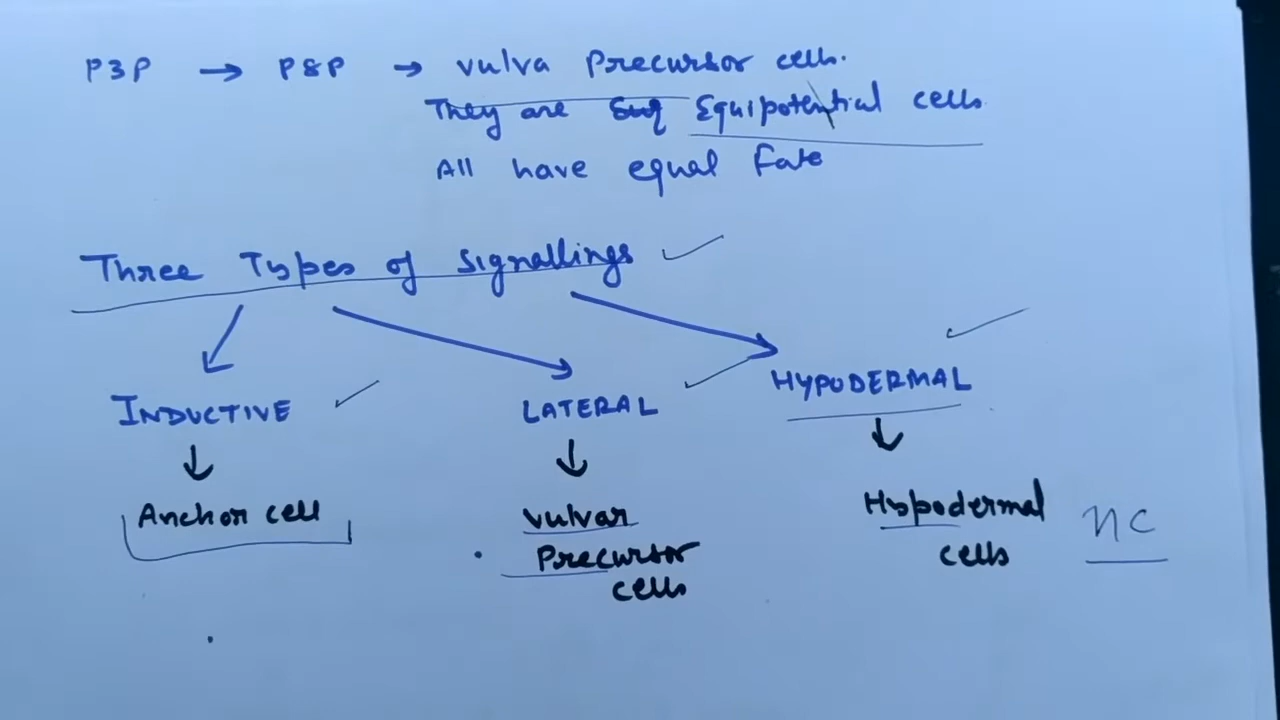 P3P → P8P → vulva Precursor cells.
They are Equipotential cells
All have equal Fate
Three Types of Signallings
INDUCTIVE LATERAL HYPODERMAL
Anchor cell vulvar Precursor cells Hypodermal cells nc